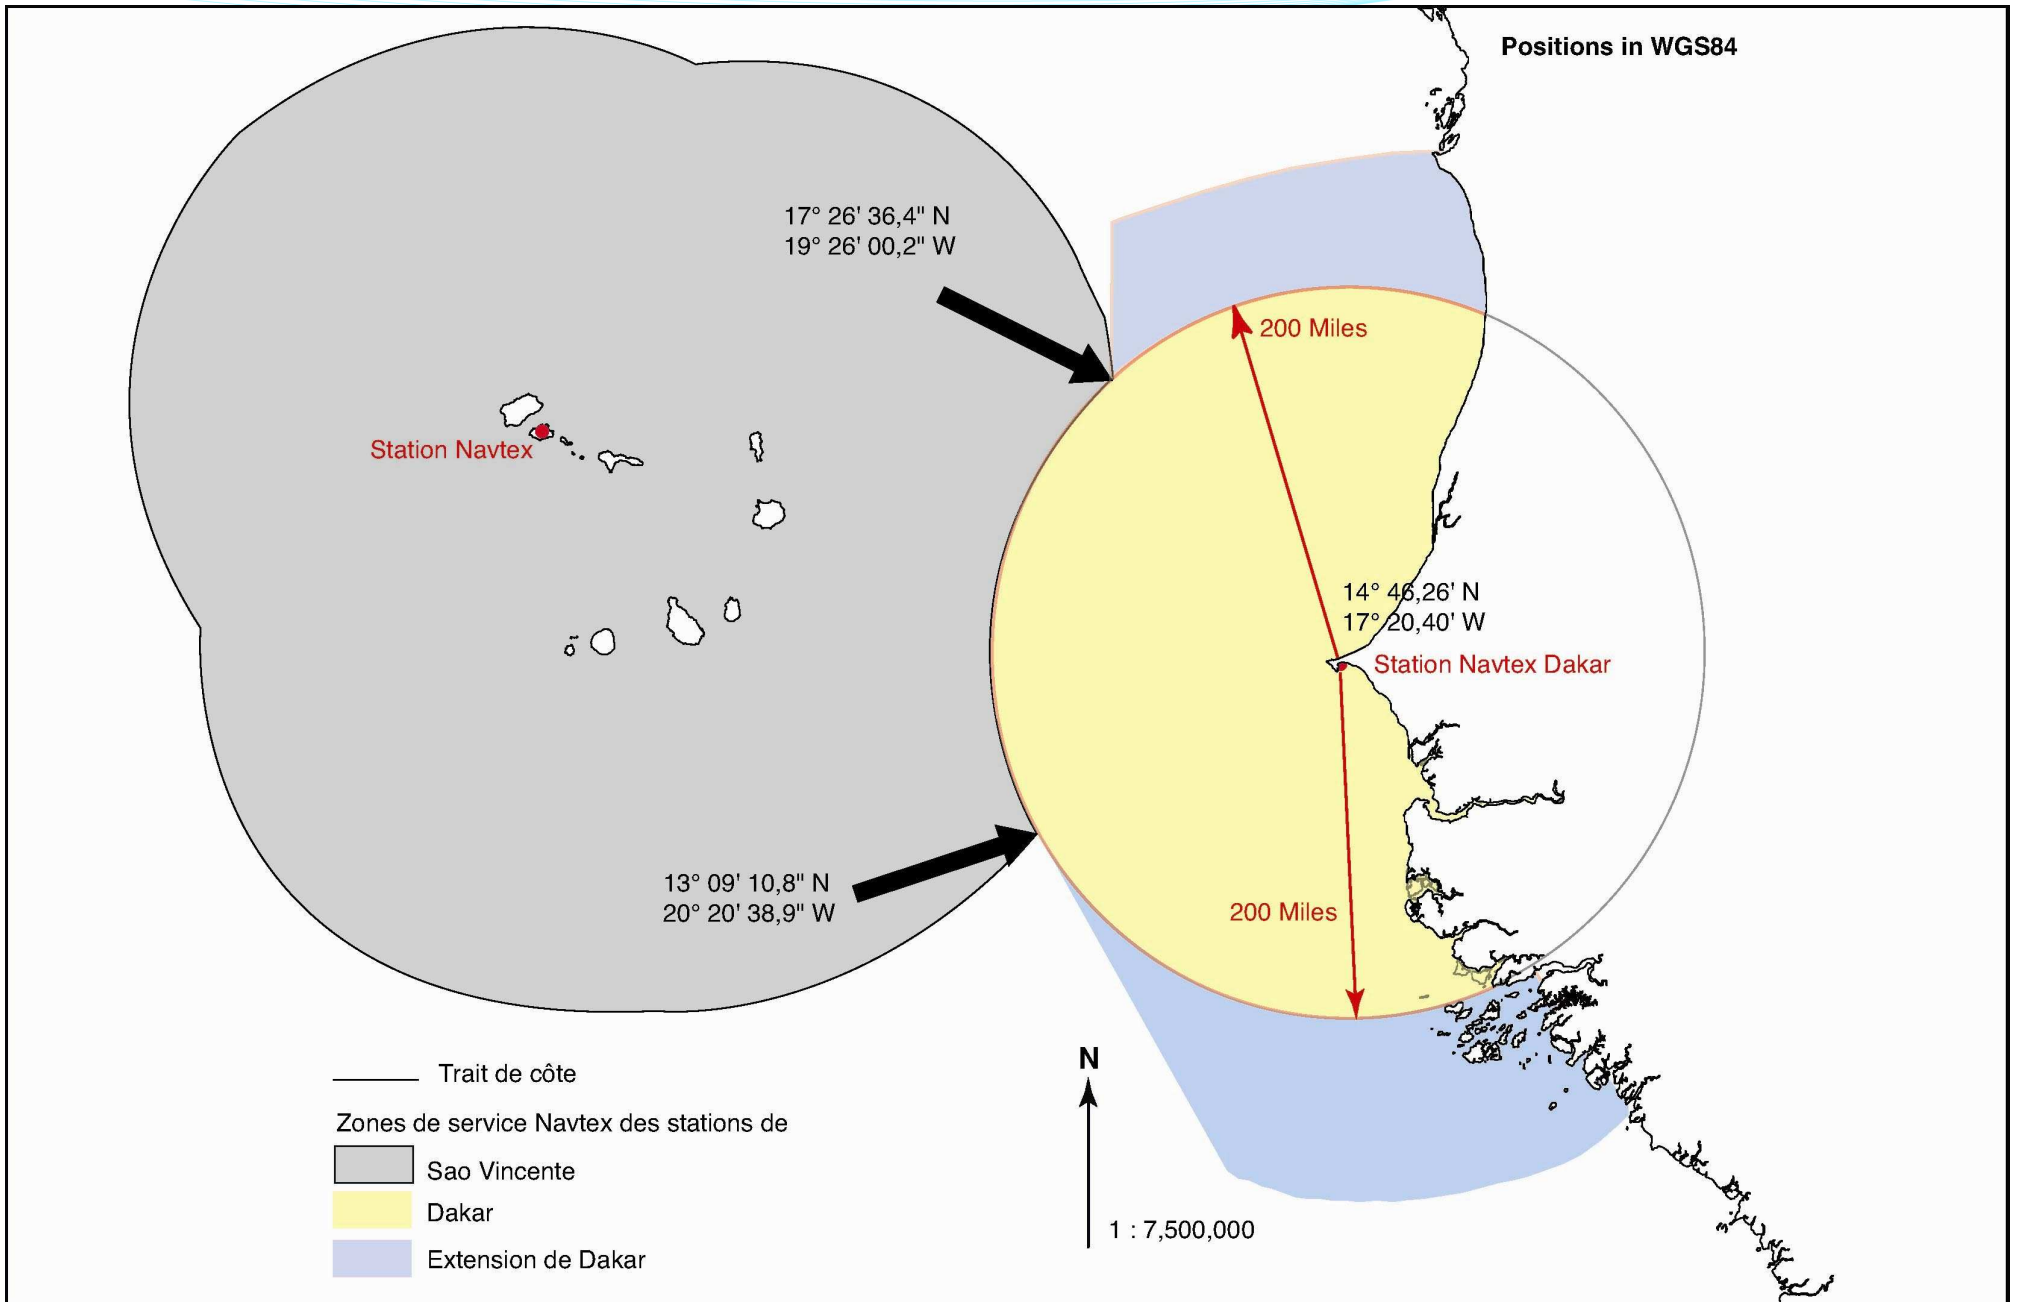 Positions in WGS84
17° 26' 36,4" N
19° 26' 00,2" W
200 Miles
Station Navtex
14° 46,26' N
17° 20,40' W
Station Navtex Dakar
13° 09' 10,8" N
20° 20' 38,9" W
200 Miles
N
1 : 7,500,000
Trait de côte
Zones de service Navtex des stations de
Sao Vincente
Dakar
Extension de Dakar